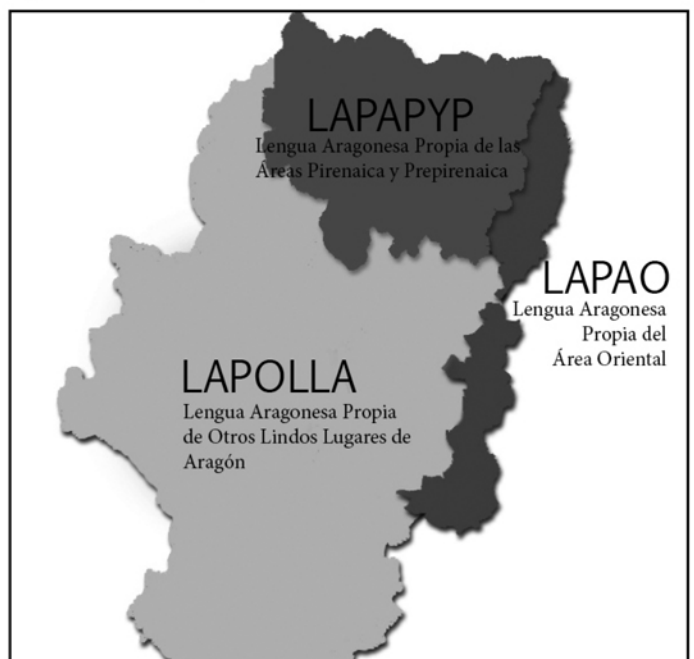 LAPAPYP
Lengua Aragonesa Propia de las
Áreas Pirenaica y Prepirenaica
LAPAO
Lengua Aragonesa
Propia del
Área Oriental
LAPOLLA
Lengua Aragonesa Propia
de Otros Lindos Lugares de
Aragón